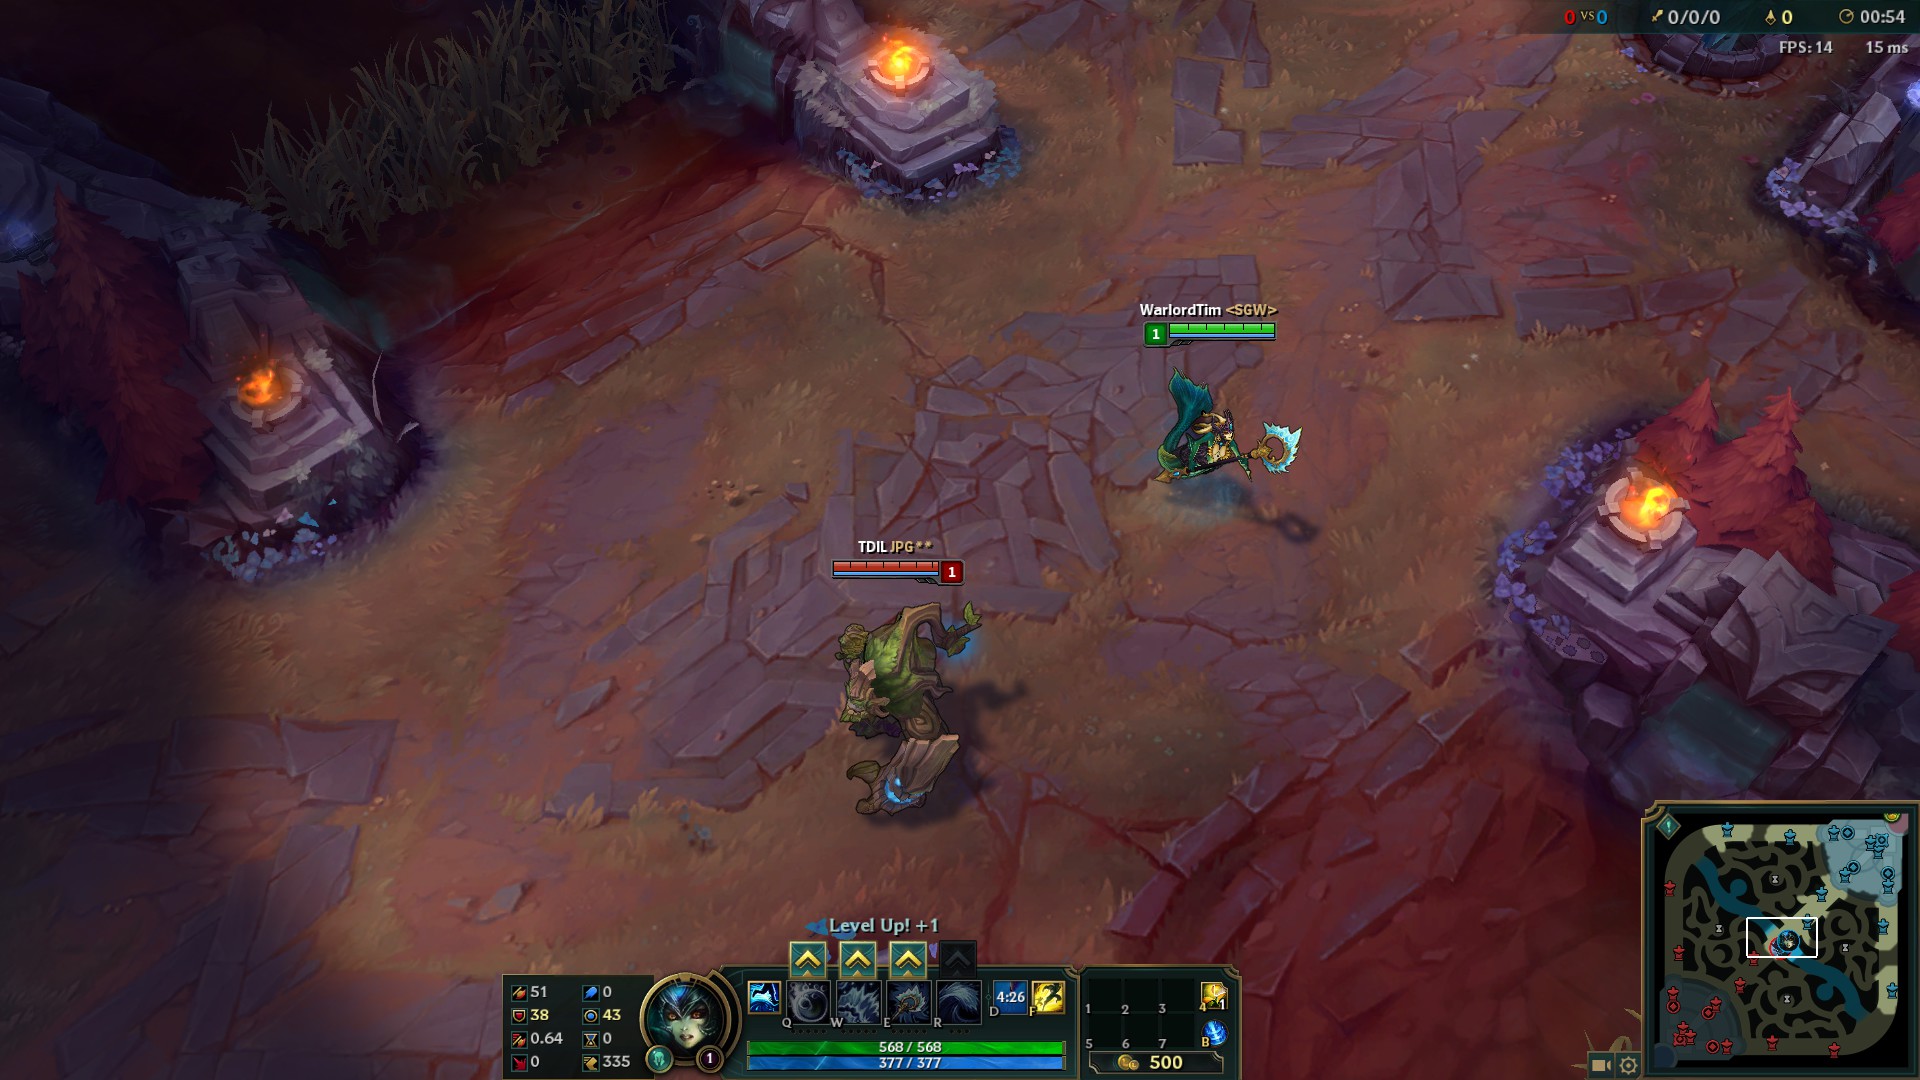 0 VS 0 0/0/0 0 00:54
FPS: 14 15 ms
WarlordTim <SGW>
1
TDIL JPG**
1
Level Up! +1
51 0
38 43
0.64 0
0 335
1
Q W E R
4:26
D F
568 / 568
377 / 377
1 2 3 4 1
5 6 7 B
500